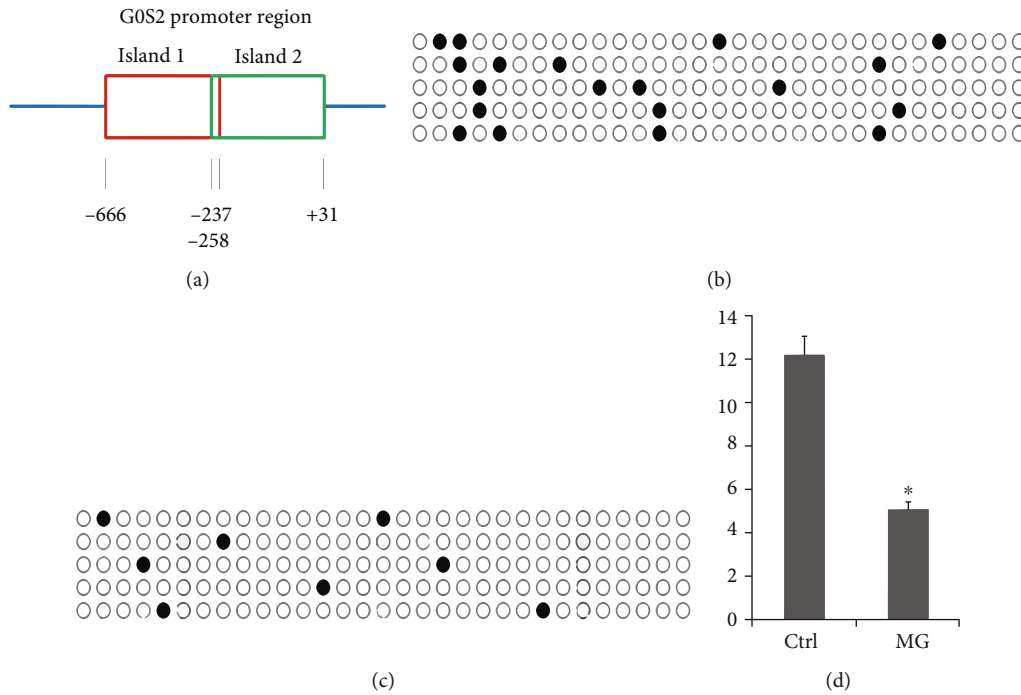 G0S2 promoter region
Island 1
Island 2
–666
–237
+31
–258
(a)
(b)
(c)
14
12
10
8
6
4
2
0
*
Ctrl
MG
(d)